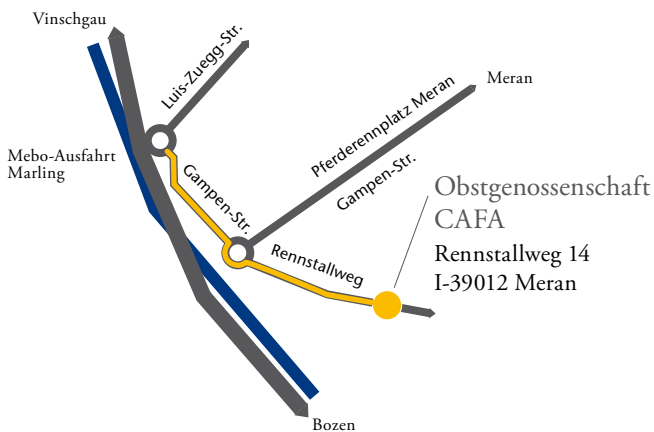 Vinschgau
Luis-Zuegg-Str.
Meran
Pferderennplatz Meran
Mebo-Ausfahrt
Marling
Gampen-Str.
Gampen-Str.
Obstgenossenschaft
CAFA
Rennstallweg 14
I-39012 Meran
Rennstallweg
Bozen